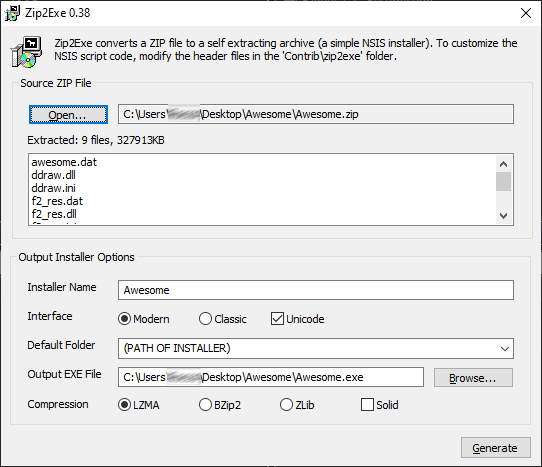 Zip2Exe 0.38
Zip2Exe converts a ZIP file to a self extracting archive (a simple NSIS installer). To customize the
NSIS script code, modify the header files in the 'Contrib\zip2exe' folder.
Source ZIP File
Open... C:\Users\ \Desktop\Awesome\Awesome.zip
Extracted: 9 files, 327913KB
awesome.dat
ddraw.dll
ddraw.ini
f2_res.dat
f2_res.dll
Output Installer Options
Installer Name Awesome
Interface Modern Classic Unicode
Default Folder (PATH OF INSTALLER)
Output EXE File C:\Users\ \Desktop\Awesome\Awesome.exe Browse...
Compression LZMA BZip2 ZLib Solid
Generate